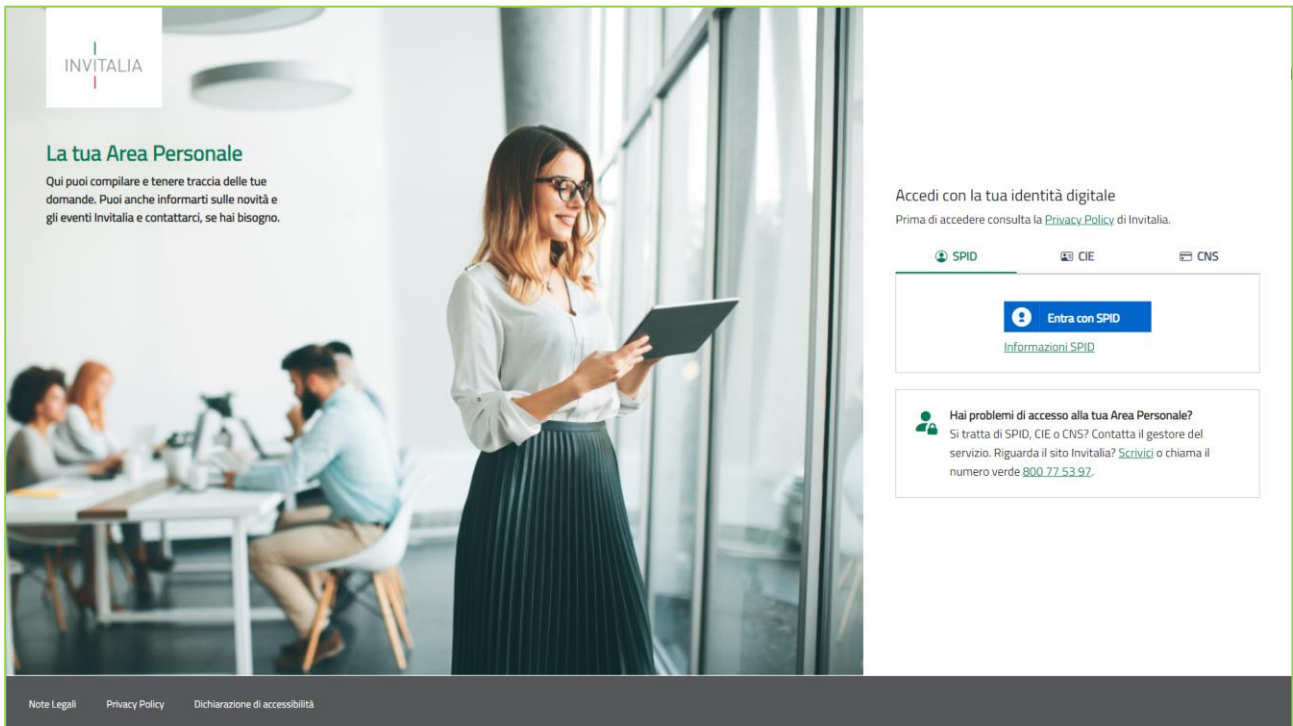 INVITALIA
La tua Area Personale
Qui puoi compilare e tenere traccia delle tue
domande. Puoi anche informarti sulle novità e
gli eventi Invitalia e contattarci, se hai bisogno.
Accedi con la tua identità digitale
Prima di accedere consulta la Privacy Policy di Invitalia.
SPID CIE CNS
Entra con SPID
Informazioni SPID
Hai problemi di accesso alla tua Area Personale?
Si tratta di SPID, CIE o CNS? Contatta il gestore del
servizio. Riguarda il sito Invitalia? Scrivici o chiama il
numero verde 800 77 53 97.
Note Legali Privacy Policy Dichiarazione di accessibilità